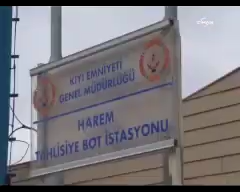 KIYI EMNİYETİ
GENEL MÜDÜRLÜĞÜ
HAREM
TAHLİSİYE BOT İSTASYONU